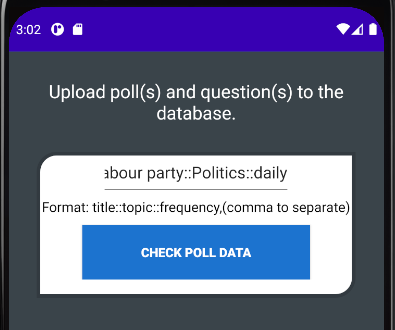 3:02
Upload poll(s) and question(s) to the
database.
abour party::Politics::daily
Format: title::topic::frequency,(comma to separate)
CHECK POLL DATA